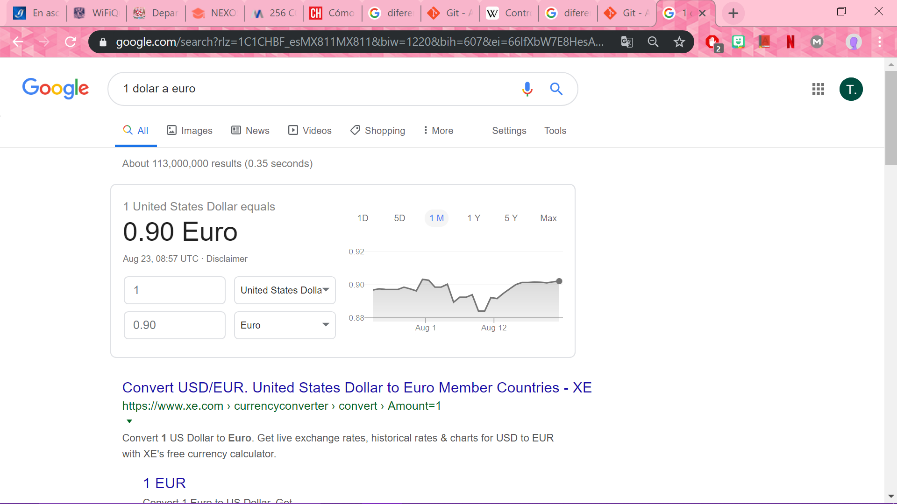 En asc
WiFiQ
Depar
NEXO
256 C
CH Cómo
difere
Git - A
W Contr
difere
Git - A
1
google.com/search?rlz=1C1CHBF_esMX811MX811&biw=1220&bih=607&ei=66lfXbW7E8HesA...
2
Google
1 dolar a euro
T.
All Images News Videos Shopping More Settings Tools
About 113,000,000 results (0.35 seconds)
1 United States Dollar equals
0.90 Euro
Aug 23, 08:57 UTC · Disclaimer
1 United States Dolla
0.90 Euro
1D 5D 1M 1Y 5Y Max
0.92
0.90
0.88
Aug 1 Aug 12
Convert USD/EUR. United States Dollar to Euro Member Countries - XE
https://www.xe.com › currencyconverter › convert › Amount=1
Convert 1 US Dollar to Euro. Get live exchange rates, historical rates & charts for USD to EUR
with XE's free currency calculator.
1 EUR
Convert 1 Euro to US Dollar. Get